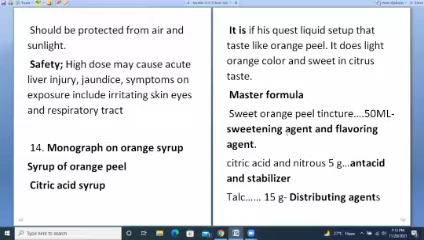 Should be protected from air and
sunlight.
Safety; High dose may cause acute
liver injury, jaundice, symptoms on
exposure include irritating skin eyes
and respiratory tract
14. Monograph on orange syrup
Syrup of orange peel
Citric acid syrup
It is if his quest liquid setup that
taste like orange peel. It does light
orange color and sweet in citrus
taste.
Master formula
Sweet orange peel tincture....50ML-
sweetening agent and flavoring
agent.
citric acid and nitrous 5 g...antacid
and stabilizer
Talc...... 15 g- Distributing agents
Type here to search